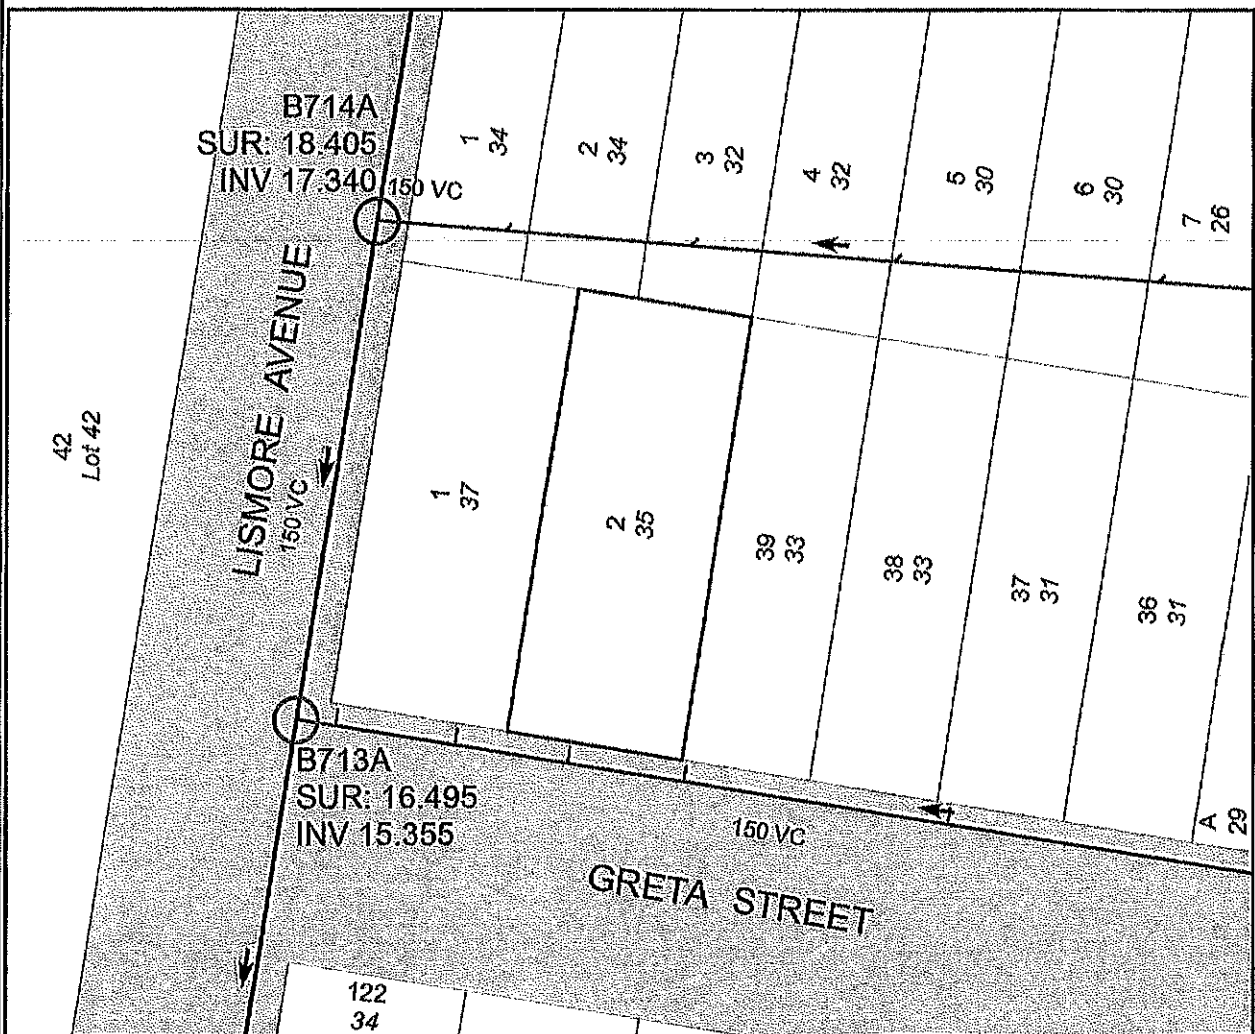 B714A
SUR: 18.405
INV 17.340
150 VC
1
34
2
34
3
32
4
32
5
30
6
30
7
26
LISMORE AVENUE
150 VC
42
Lot 42
1
37
2
35
39
33
38
33
37
31
36
31
A
29
B713A
SUR: 16.495
INV 15.355
150 VC
GRETA STREET
122
34